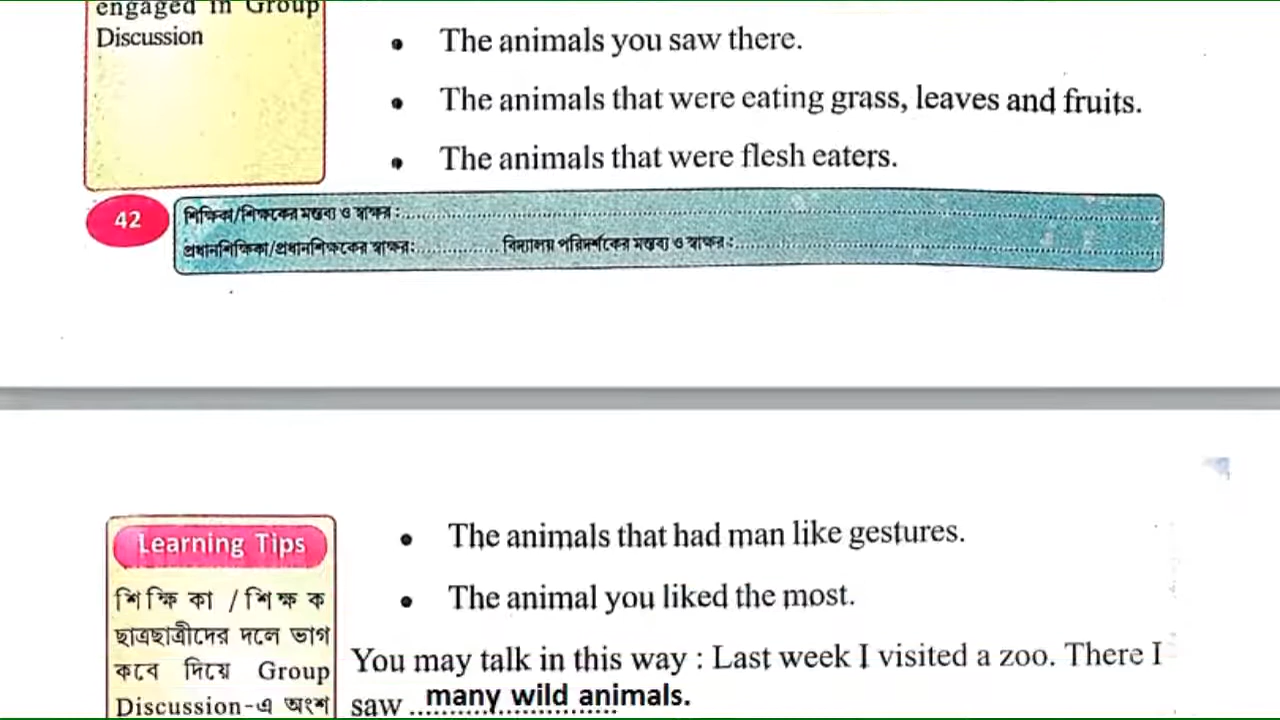 engaged in Group
Discussion
• The animals you saw there.
• The animals that were eating grass, leaves and fruits.
• The animals that were flesh eaters.
42
শিক্ষিকা/শিক্ষকের মন্তব্য ও স্বাক্ষর :
প্রধানশিক্ষিকা/প্রধানশিক্ষকের স্বাক্ষর: বিদ্যালয় পরিদর্শকের মন্তব্য ও স্বাক্ষর :
Learning Tips
শিক্ষিকা / শিক্ষক
ছাত্রছাত্রীদের দলে ভাগ
করে দিয়ে Group
Discussion-এ অংশ
• The animals that had man like gestures.
• The animal you liked the most.
You may talk in this way : Last week I visited a zoo. There I
saw many wild animals.